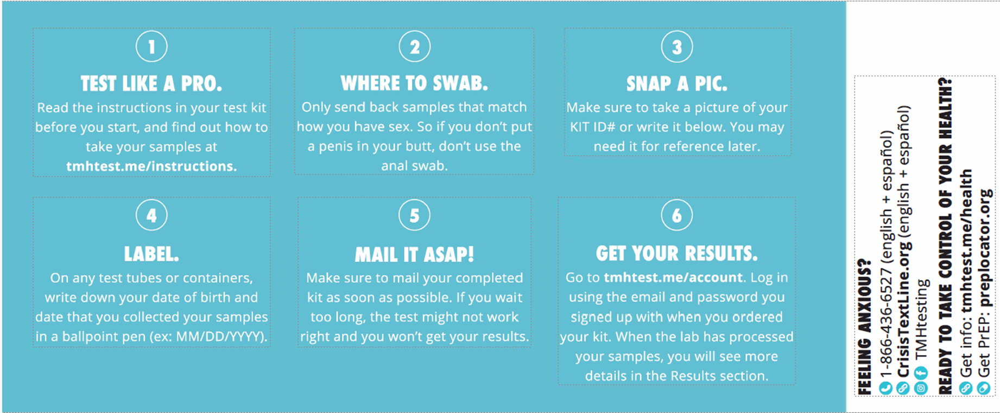 1
TEST LIKE A PRO.
Read the instructions in your test kit
before you start, and find out how to
take your samples at
tmhtest.me/instructions.
2
WHERE TO SWAB.
Only send back samples that match
how you have sex. So if you don't put
a penis in your butt, don't use the
anal swab.
3
SNAP A PIC.
Make sure to take a picture of your
KIT ID# or write it below. You may
need it for reference later.
4
LABEL.
On any test tubes or containers,
write down your date of birth and
date that you collected your samples
in a ballpoint pen (ex: MM/DD/YYYY).
5
MAIL IT ASAP!
Make sure to mail your completed
kit as soon as possible. If you wait
too long, the test might not work
right and you won't get your results.
6
GET YOUR RESULTS.
Go to tmhtest.me/account. Log in
using the email and password you
signed up with when you ordered
your kit. When the lab has processed
your samples, you will see more
details in the Results section.
FEELING ANXIOUS?
1-866-436-6527 (english + español)
CrisisTextLine.org (english + español)
TMHtesting
READY TO TAKE CONTROL OF YOUR HEALTH?
Get info: tmhtest.me/health
Get PrEP: preplocator.org